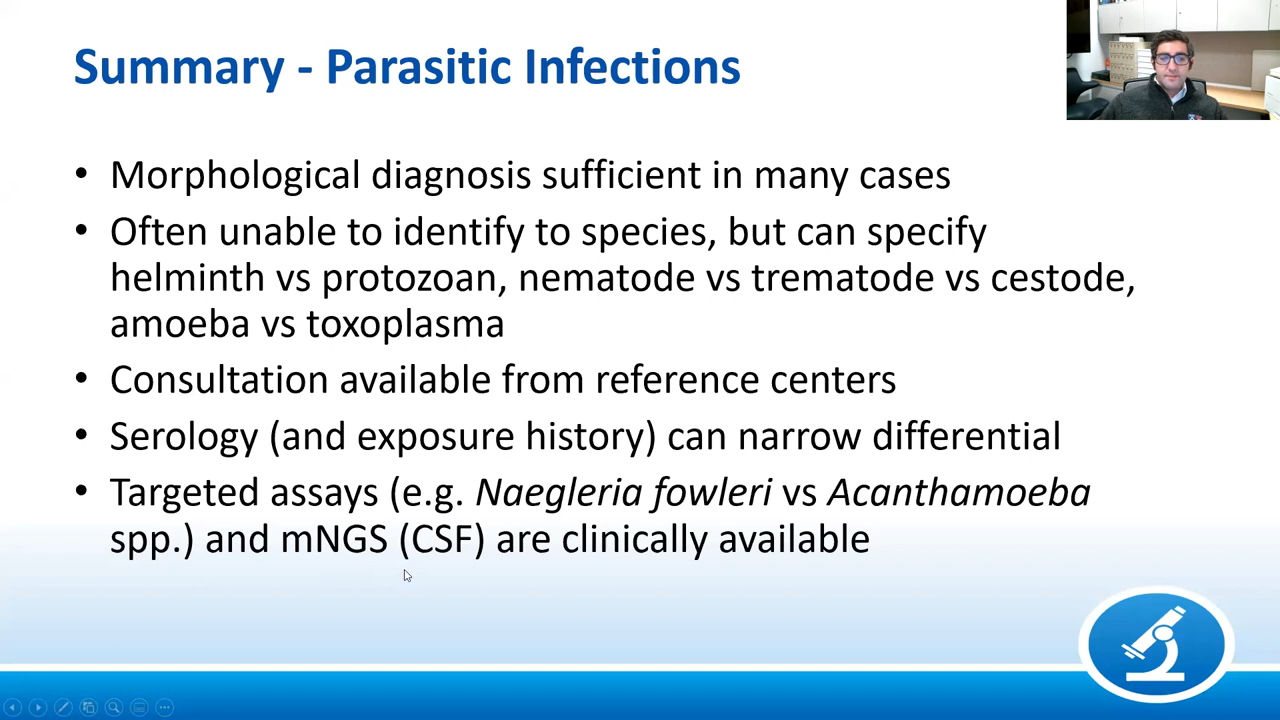 Summary - Parasitic Infections
• Morphological diagnosis sufficient in many cases
• Often unable to identify to species, but can specify
helminth vs protozoan, nematode vs trematode vs cestode,
amoeba vs toxoplasma
• Consultation available from reference centers
• Serology (and exposure history) can narrow differential
• Targeted assays (e.g. Naegleria fowleri vs Acanthamoeba
spp.) and mNGS (CSF) are clinically available